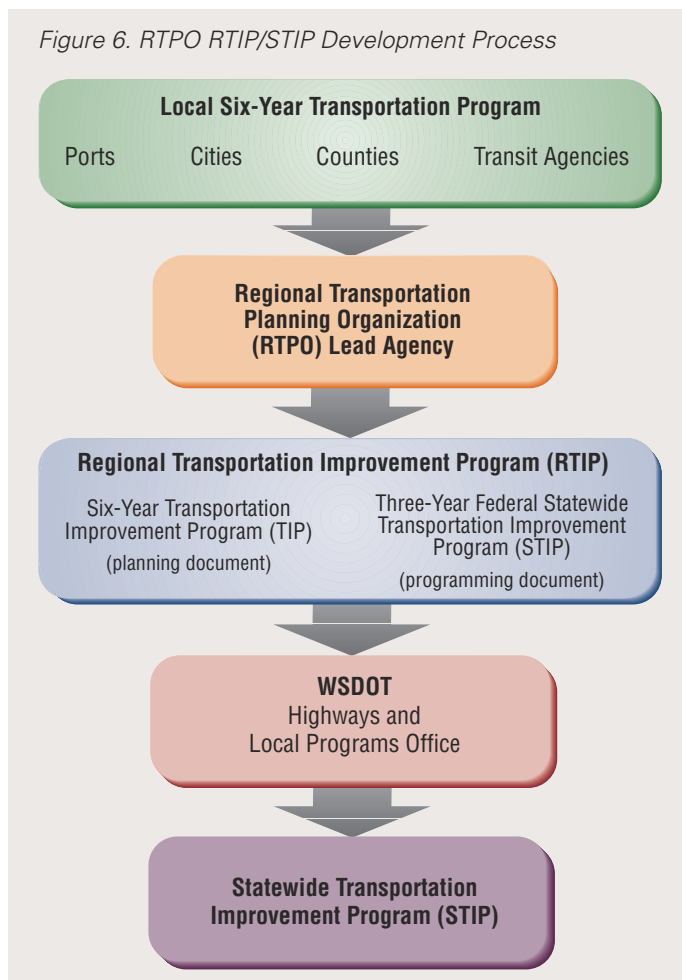 Figure 6. RTPO RTIP/STIP Development Process
Local Six-Year Transportation Program
Ports Cities Counties Transit Agencies
Regional Transportation
Planning Organization
(RTPO) Lead Agency
Regional Transportation Improvement Program (RTIP)
Six-Year Transportation
Improvement Program (TIP)
(planning document)
Three-Year Federal Statewide
Transportation Improvement
Program (STIP)
(programming document)
WSDOT
Highways and
Local Programs Office
Statewide Transportation
Improvement Program (STIP)